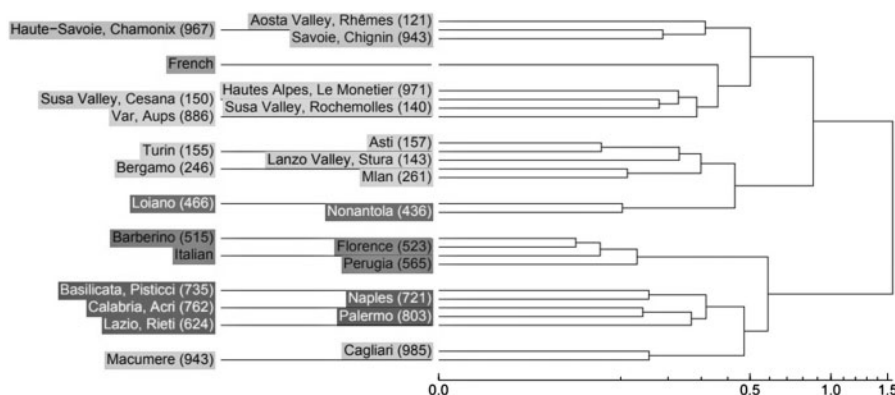 Aosta Valley, Rhêmes (121)
Haute-Savoie, Chamonix (967)
Savoie, Chignin (943)
French
Hautes Alpes, Le Monetier (971)
Susa Valley, Cesana (150)
Susa Valley, Rochemolles (140)
Var, Aups (886)
Asti (157)
Turin (155)
Lanzo Valley, Stura (143)
Bergamo (246)
MIan (261)
Loiano (466)
Nonantola (436)
Barberino (515)
Florence (523)
Italian
Perugia (565)
Basilicata, Pisticci (735)
Naples (721)
Calabria, Acri (762)
Palermo (803)
Lazio, Rieti (624)
Cagliari (985)
Macumere (943)
0.0 0.5 1.0 1.5